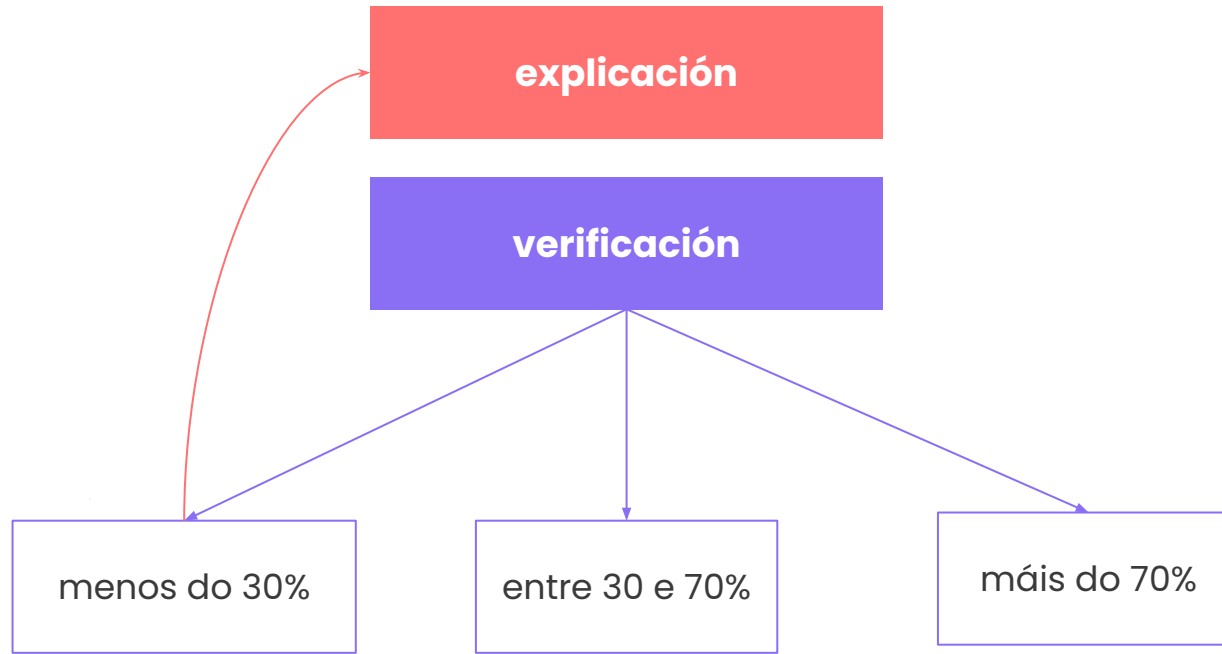 explicación
verificación
menos do 30%
entre 30 e 70%
máis do 70%